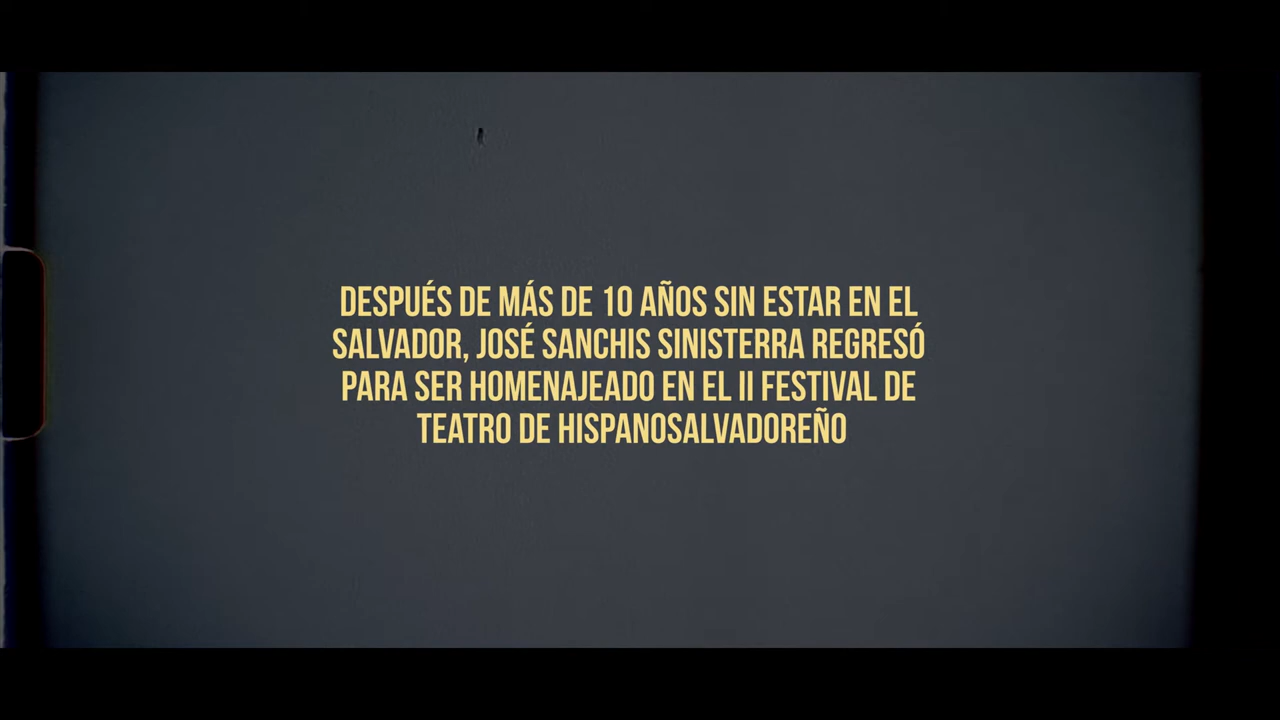 DESPUÉS DE MÁS DE 10 AÑOS SIN ESTAR EN EL
SALVADOR, JOSÉ SANCHIS SINISTERRA REGRESÓ
PARA SER HOMENAJEADO EN EL II FESTIVAL DE
TEATRO DE HISPANOSALVADOREÑO